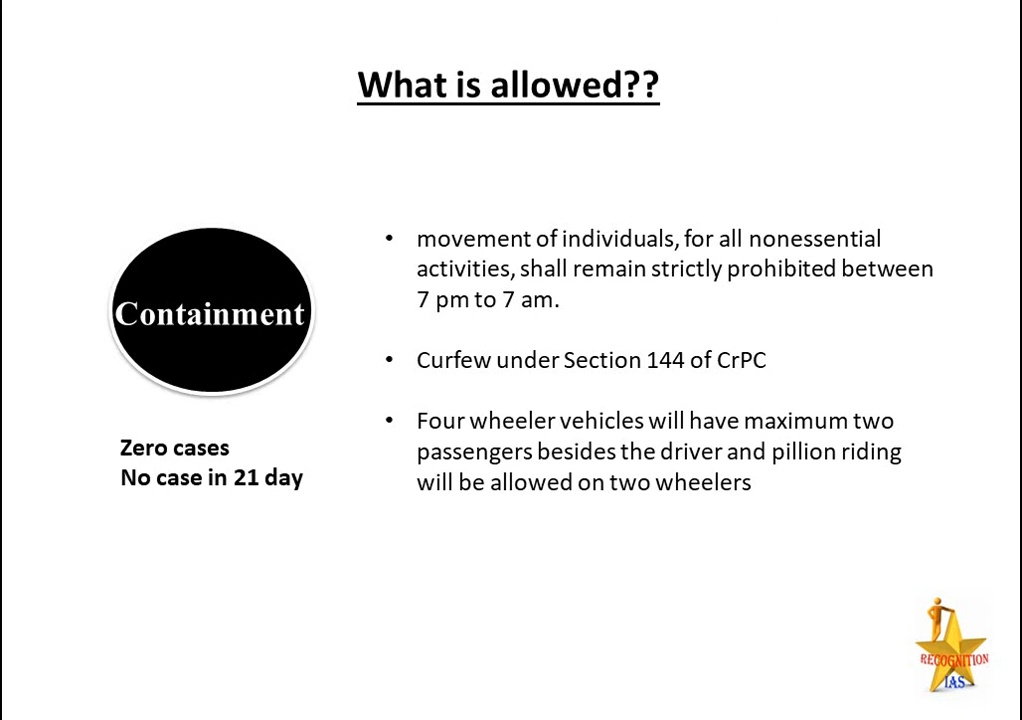 What is allowed??
Containment
Zero cases
No case in 21 day
• movement of individuals, for all nonessential
activities, shall remain strictly prohibited between
7 pm to 7 am.
• Curfew under Section 144 of CrPC
• Four wheeler vehicles will have maximum two
passengers besides the driver and pillion riding
will be allowed on two wheelers
RECOGNITION
IAS